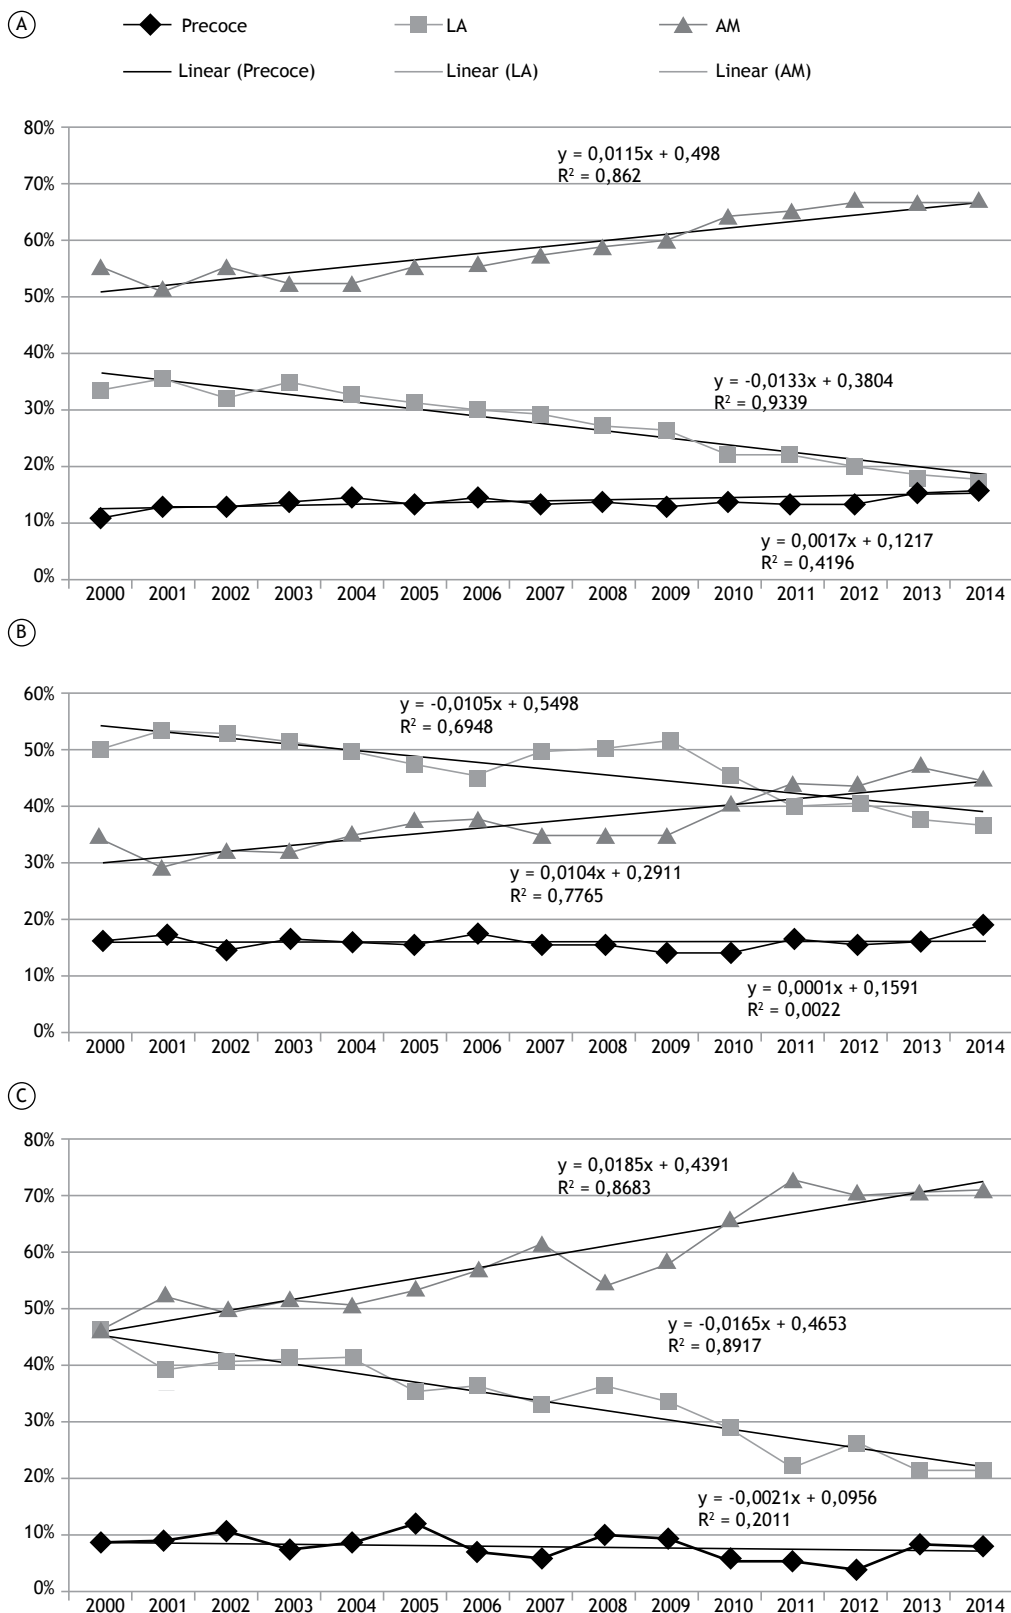 A
Precoce LA AM
Linear (Precoce) Linear (LA) Linear (AM)
80%
y = 0,0115x + 0,498
R² = 0,862
70%
60%
50%
40%
y = -0,0133x + 0,3804
R² = 0,9339
30%
20%
10%
y = 0,0017x + 0,1217
R² = 0,4196
0%
2000 2001 2002 2003 2004 2005 2006 2007 2008 2009 2010 2011 2012 2013 2014
B
60%
y = -0,0105x + 0,5498
R² = 0,6948
50%
40%
30%
y = 0,0104x + 0,2911
R² = 0,7765
20%
10%
y = 0,0001x + 0,1591
R² = 0,0022
0%
2000 2001 2002 2003 2004 2005 2006 2007 2008 2009 2010 2011 2012 2013 2014
C
80%
y = 0,0185x + 0,4391
R² = 0,8683
70%
60%
50%
y = -0,0165x + 0,4653
R² = 0,8917
40%
30%
20%
y = -0,0021x + 0,0956
R² = 0,2011
10%
0%
2000 2001 2002 2003 2004 2005 2006 2007 2008 2009 2010 2011 2012 2013 2014